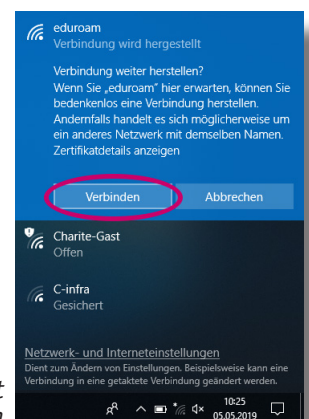 eduroam
Verbindung wird hergestellt
Verbindung weiter herstellen?
Wenn Sie „eduroam" hier erwarten, können Sie
bedenkenlos eine Verbindung herstellen.
Andernfalls handelt es sich möglicherweise um
ein anderes Netzwerk mit demselben Namen.
Zertifikatdetails anzeigen
Verbinden
Abbrechen
Charite-Gast
Offen
C-infra
Gesichert
Netzwerk- und Interneteinstellungen
Dient zum Ändern von Einstellungen. Beispielsweise kann eine
Verbindung in eine getaktete Verbindung geändert werden.
10:25
05.05.2019